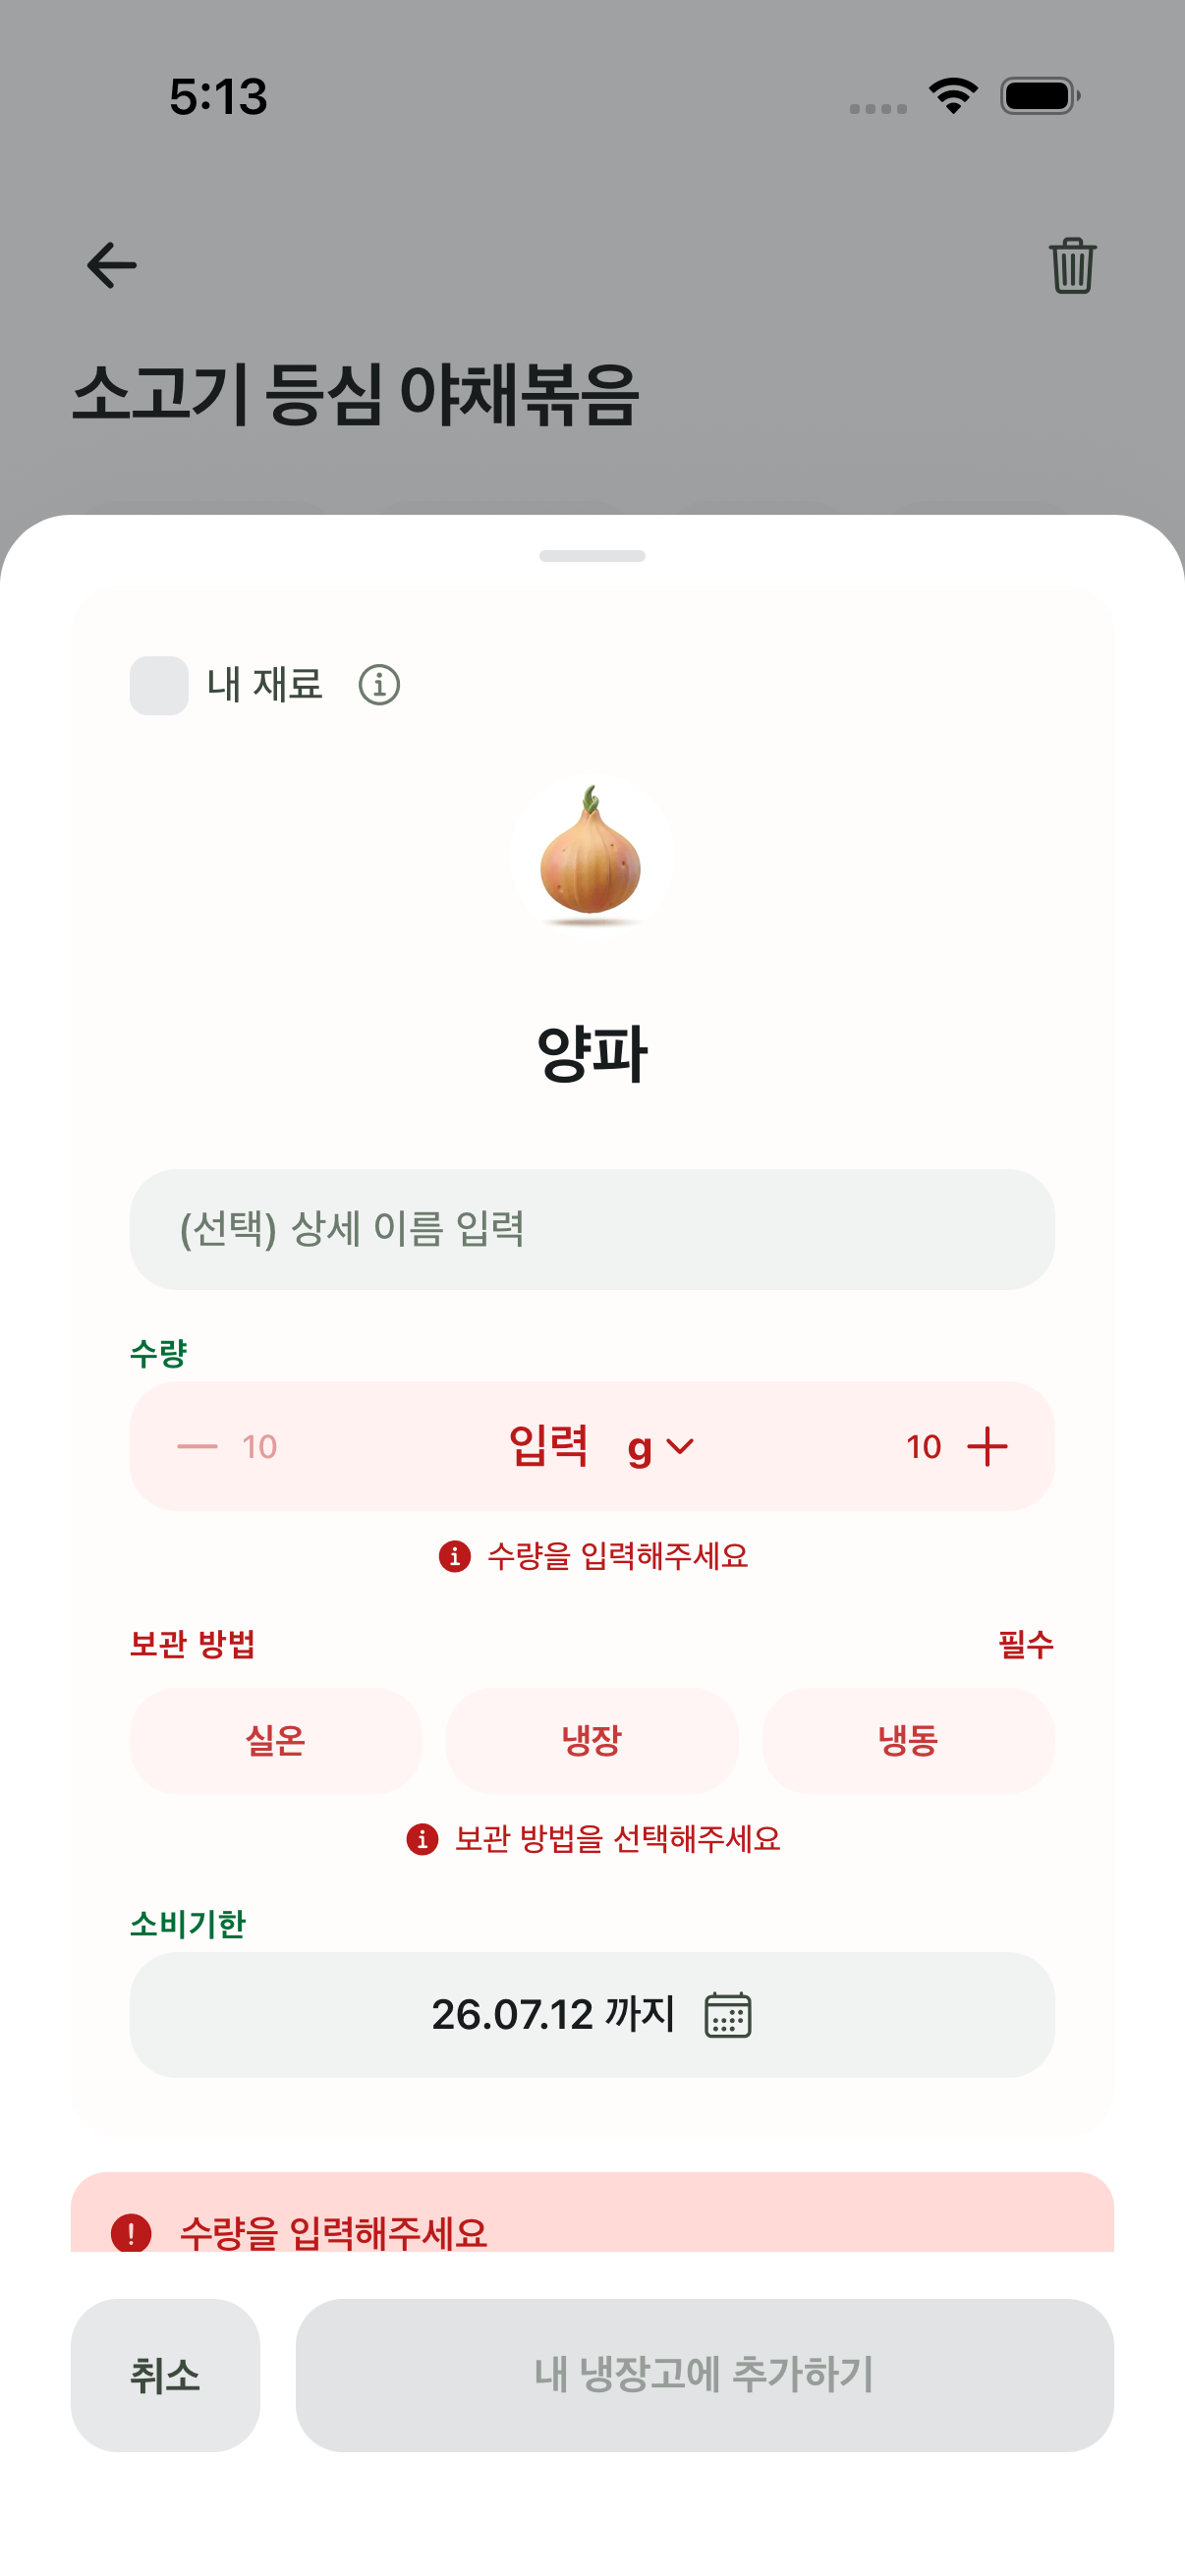 5:13
소고기 등심 야채볶음
내 재료
양파
(선택) 상세 이름 입력
수량
10 입력 g 10
수량을 입력해주세요
보관 방법 필수
실온 냉장 냉동
보관 방법을 선택해주세요
소비기한
26.07.12 까지
수량을 입력해주세요
취소 내 냉장고에 추가하기